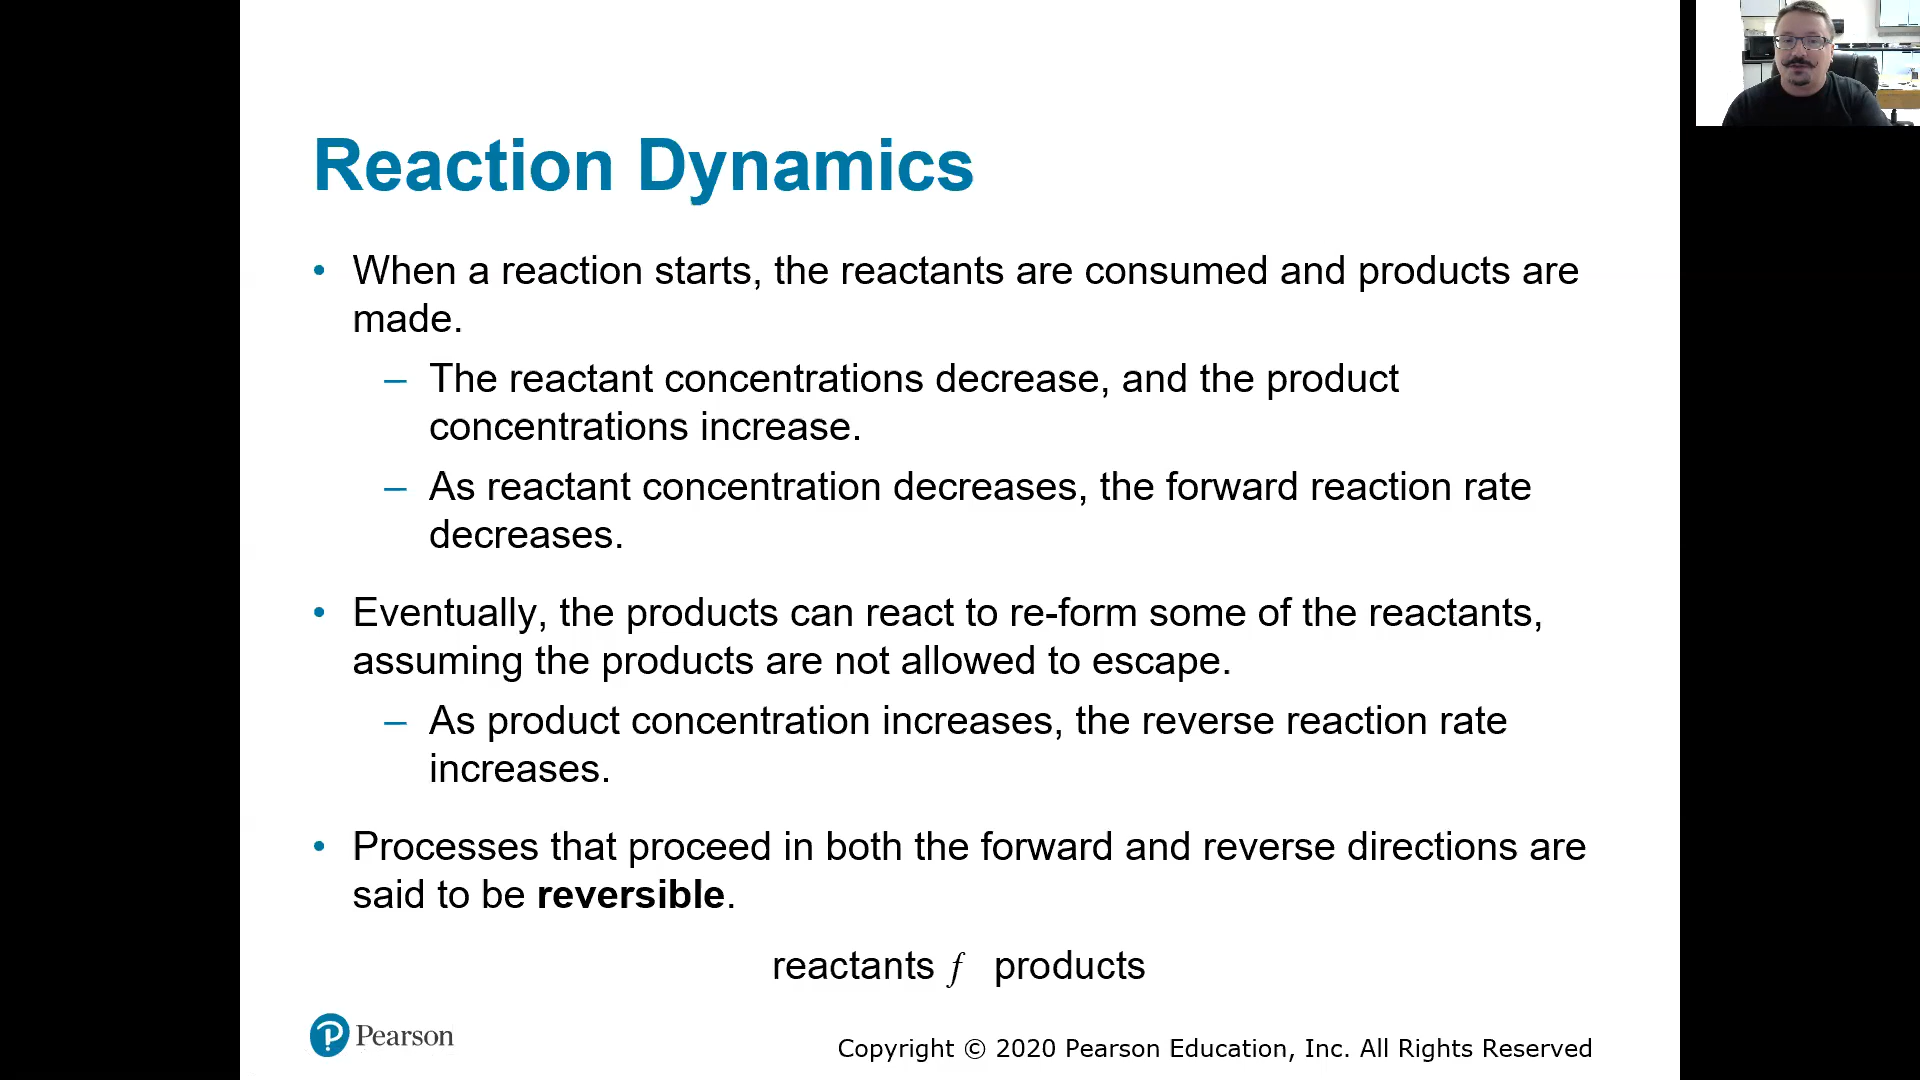 Reaction Dynamics
• When a reaction starts, the reactants are consumed and products are
made.
– The reactant concentrations decrease, and the product
concentrations increase.
– As reactant concentration decreases, the forward reaction rate
decreases.
• Eventually, the products can react to re-form some of the reactants,
assuming the products are not allowed to escape.
– As product concentration increases, the reverse reaction rate
increases.
• Processes that proceed in both the forward and reverse directions are
said to be reversible.
reactants f products
Pearson
Copyright © 2020 Pearson Education, Inc. All Rights Reserved